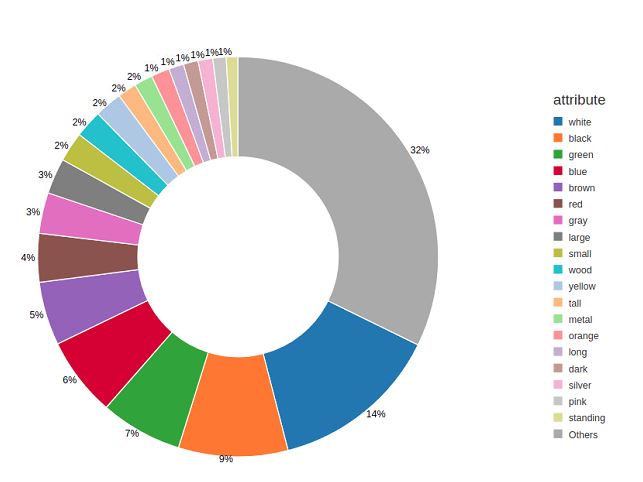 1%
1%
1%
1%
1%
1%
2%
2%
2%
2%
2%
3%
3%
4%
5%
6%
7%
9%
14%
32%
attribute
white
black
green
blue
brown
red
gray
large
small
wood
yellow
tall
metal
orange
long
dark
silver
pink
standing
Others